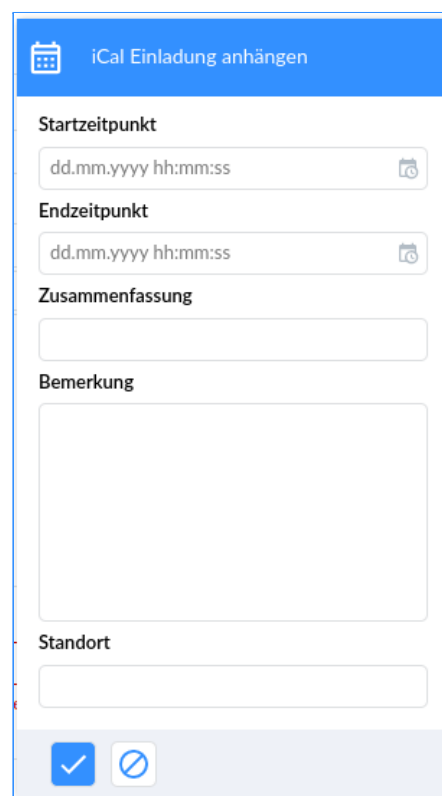 iCal Einladung anhängen
Startzeitpunkt
dd.mm.yyyy hh:mm:ss
Endzeitpunkt
dd.mm.yyyy hh:mm:ss
Zusammenfassung
Bemerkung
Standort